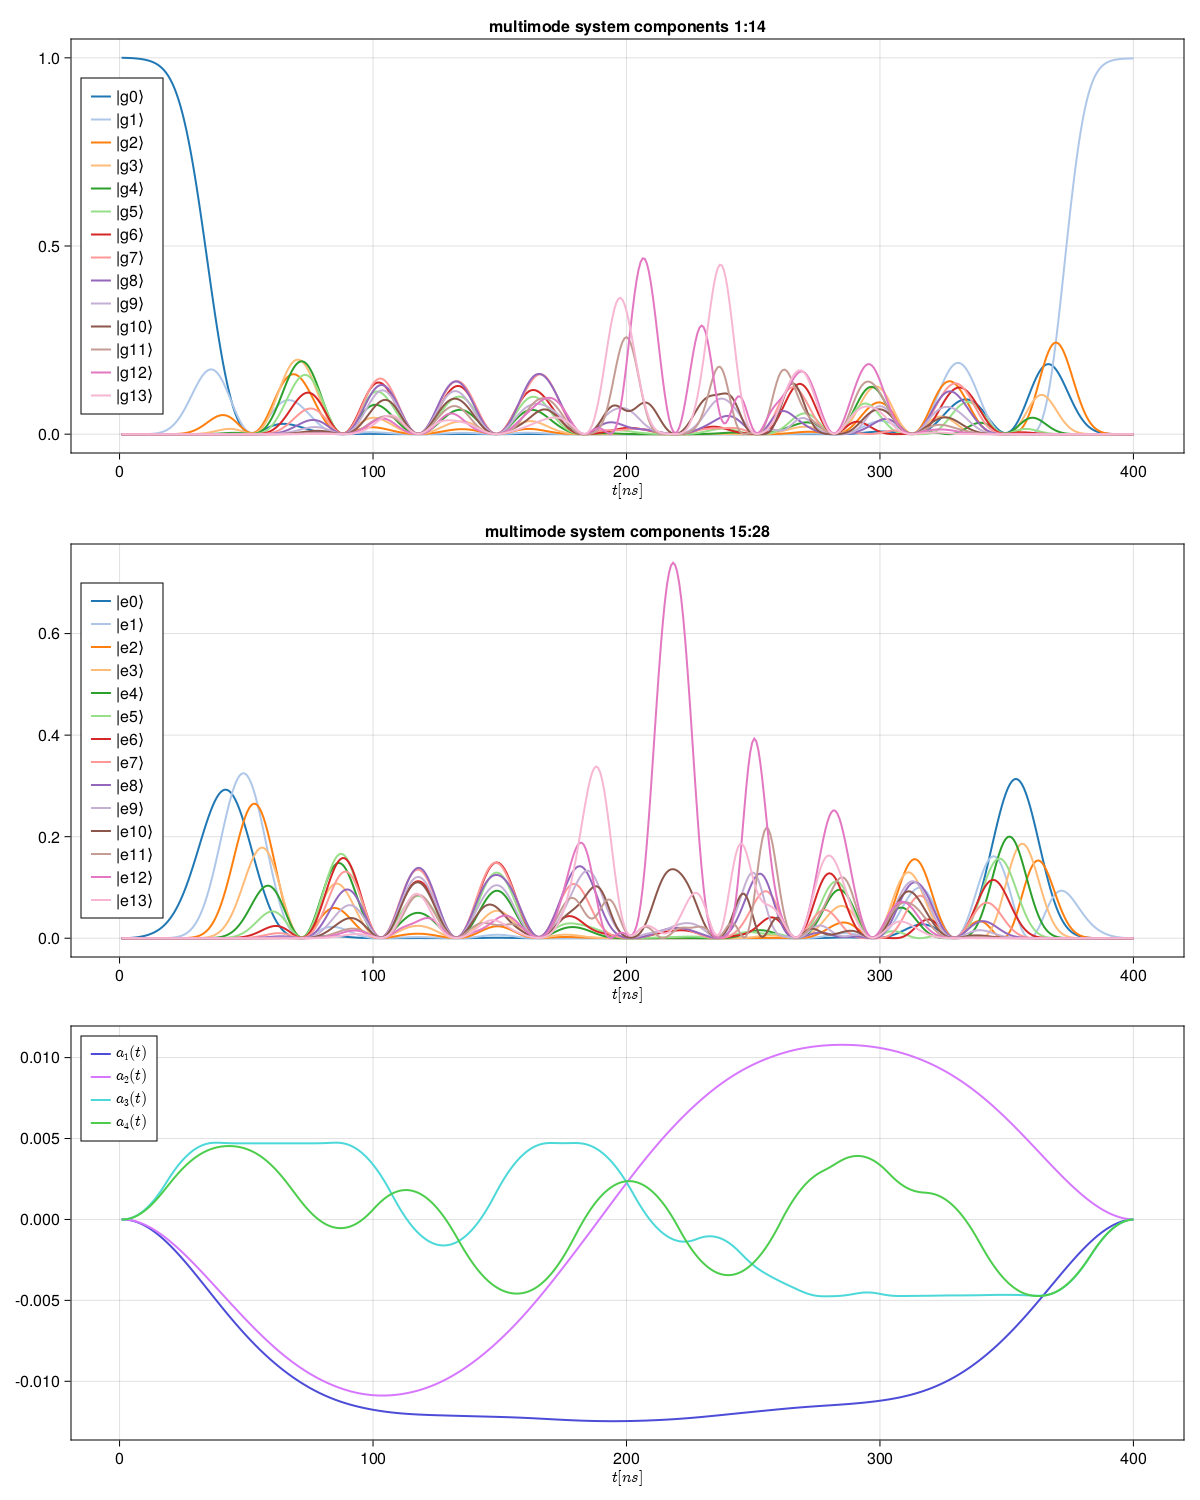 multimode system components 1:14
1.0
0.5
0.0
|g0⟩
|g1⟩
|g2⟩
|g3⟩
|g4⟩
|g5⟩
|g6⟩
|g7⟩
|g8⟩
|g9⟩
|g10⟩
|g11⟩
|g12⟩
|g13⟩
0 100 200 300 400
t[ns]
multimode system components 15:28
0.6
0.4
0.2
0.0
|e0⟩
|e1⟩
|e2⟩
|e3⟩
|e4⟩
|e5⟩
|e6⟩
|e7⟩
|e8⟩
|e9⟩
|e10⟩
|e11⟩
|e12⟩
|e13⟩
0 100 200 300 400
t[ns]
0.010
0.005
0.000
-0.005
-0.010
a₁(t)
a₂(t)
a₃(t)
a₄(t)
0 100 200 300 400
t[ns]